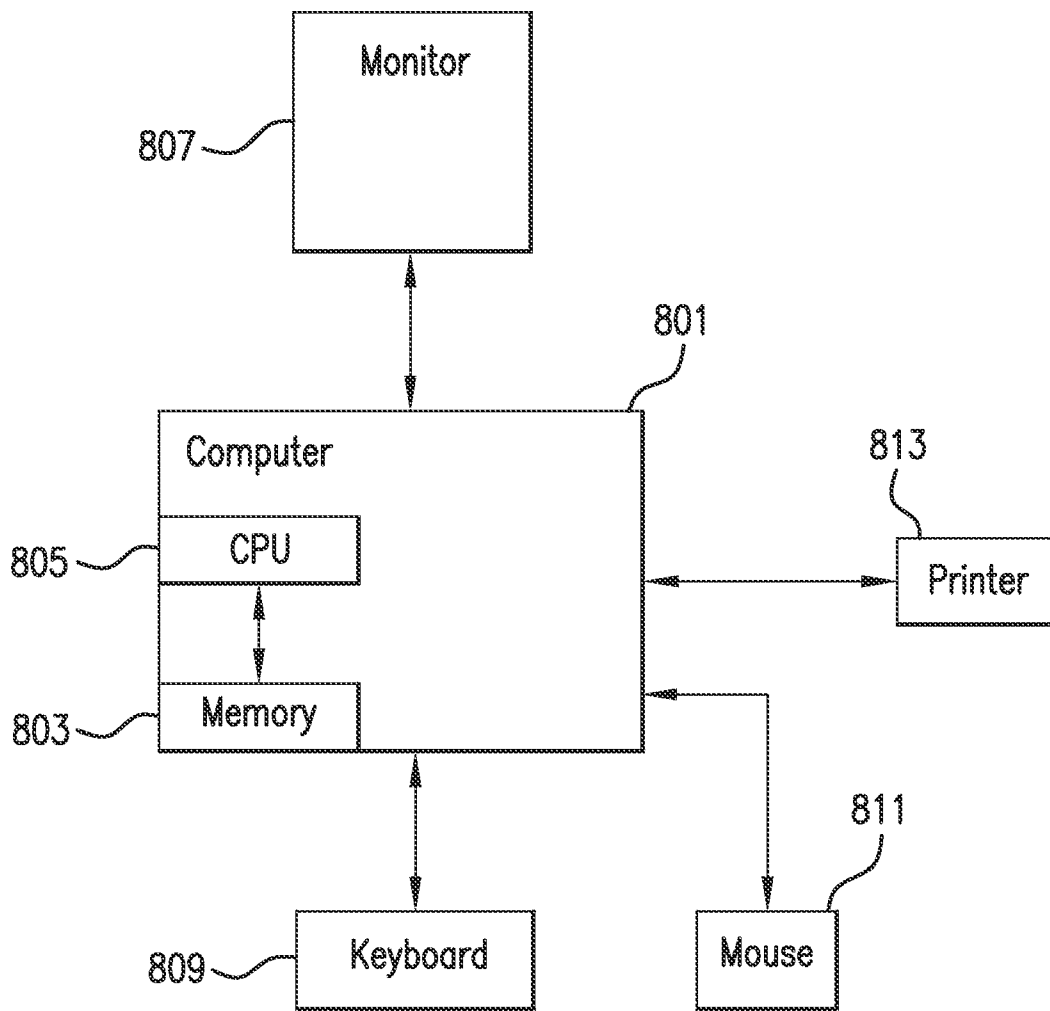 Monitor
807
801
Computer
813
805
CPU
Printer
Memory
803
811
Keyboard
Mouse
809